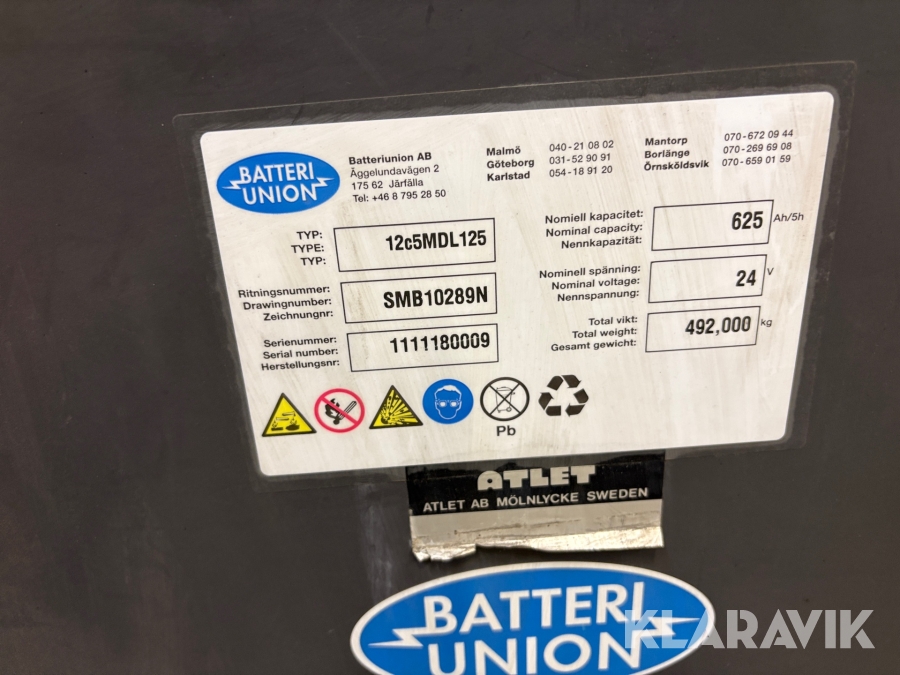 BATTERI
UNION
Batteriunion AB
Äggelundavägen 2
175 62 Järfälla
Tel: +46 8 795 28 50
Malmö 040-21 08 02
Göteborg 031-52 90 91
Karlstad 054-18 91 20
Mantorp 070-672 09 44
Borlänge 070-269 69 08
Örnsköldsvik 070-659 01 59
TYP:
TYPE: 12c5MDL125
TYP:
Ritningsnummer:
Drawingnumber: SMB10289N
Zeichnungnr:
Serienummer:
Serial number: 1111180009
Herstellungsnr:
Nomiell kapacitet:
Nominal capacity: 625 Ah/5h
Nennkapazität:
Nominell spänning:
Nominal voltage: 24 V
Nennspannung:
Total vikt:
Total weight: 492,000 kg
Gesamt gewicht:
Pb
ATLET
ATLET AB MÖLNLYCKE SWEDEN
BATTERI
UNION
KLARAVIK